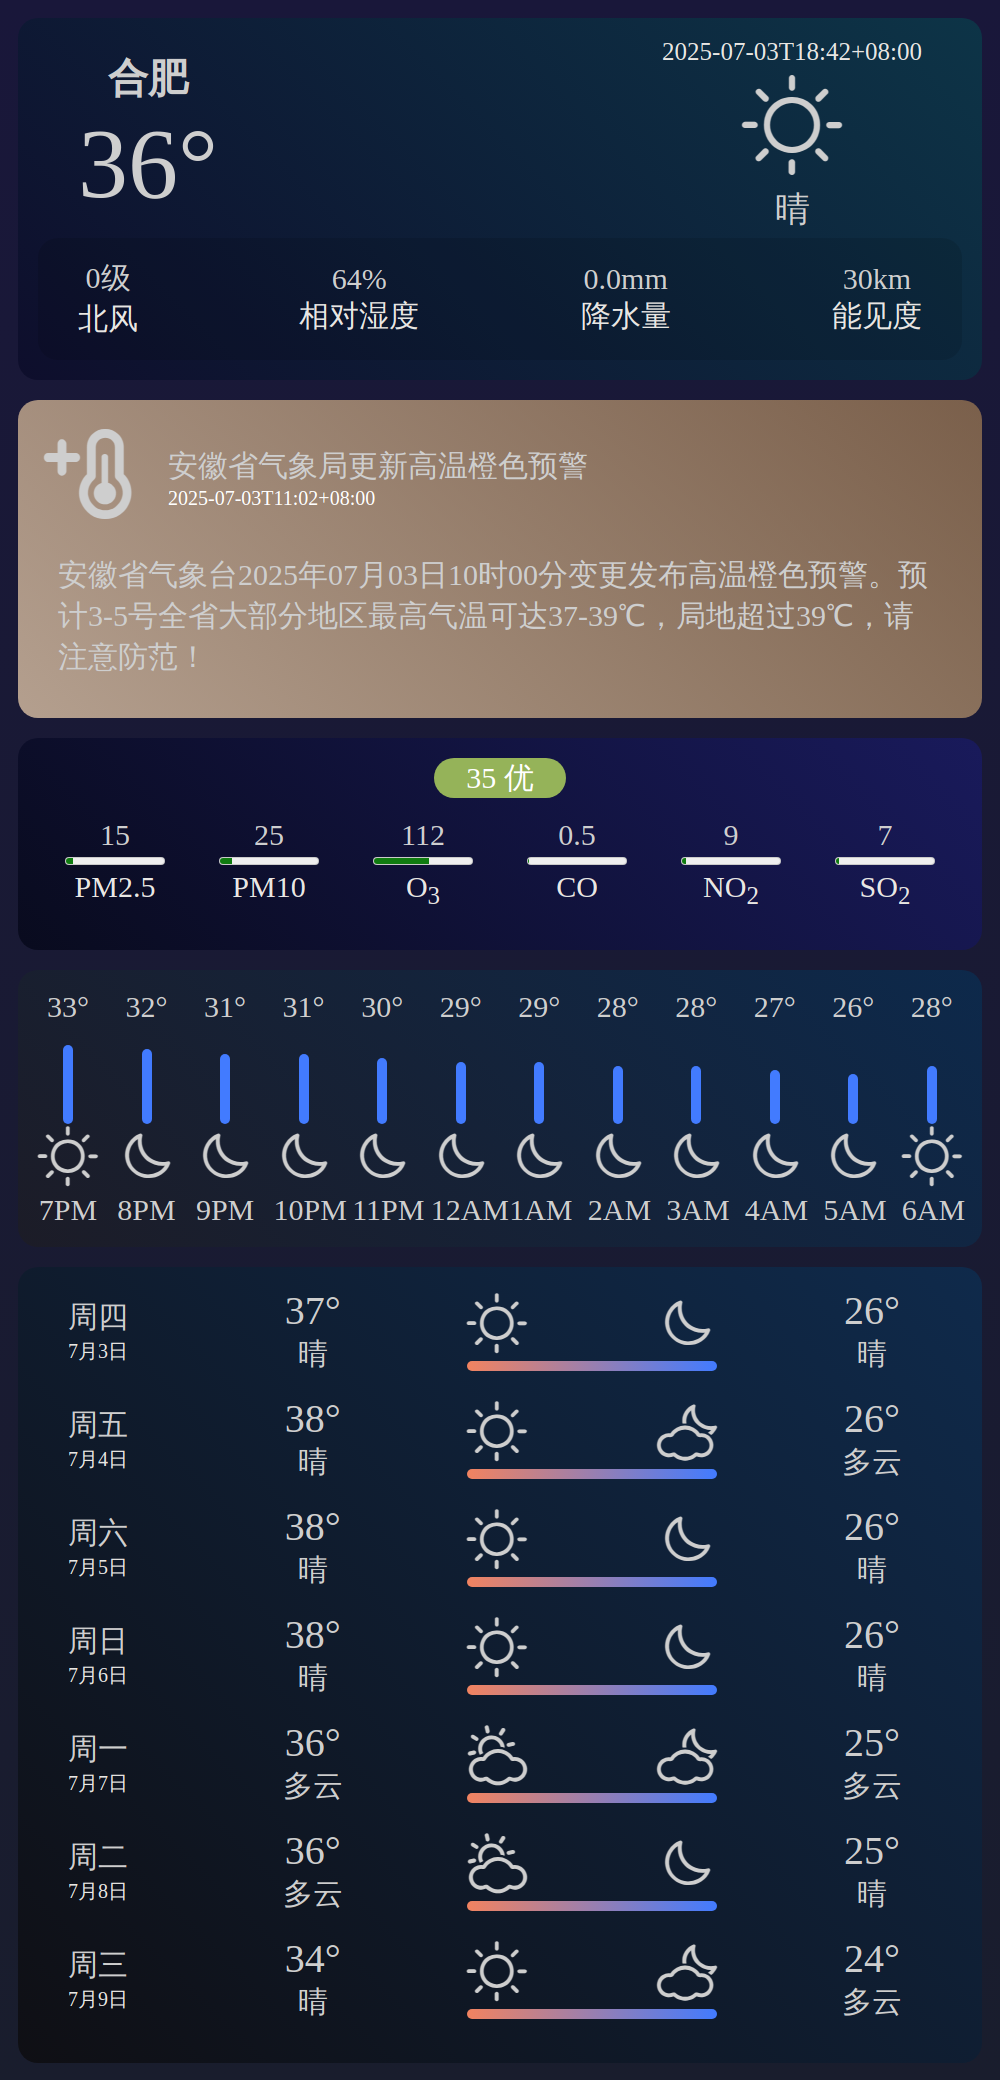 合肥
36°
2025-07-03T18:42+08:00
晴
0级 64% 0.0mm 30km
北风 相对湿度 降水量 能见度
安徽省气象局更新高温橙色预警
2025-07-03T11:02+08:00
安徽省气象台2025年07月03日10时00分变更发布高温橙色预警。预
计3-5号全省大部分地区最高气温可达37-39℃，局地超过39℃，请
注意防范！
35 优
15 25 112 0.5 9 7
PM2.5 PM10 O3 CO NO2 SO2
33° 32° 31° 31° 30° 29° 29° 28° 28° 27° 26° 28°
7PM 8PM 9PM 10PM 11PM 12AM 1AM 2AM 3AM 4AM 5AM 6AM
周四 37° 26°
7月3日 晴 晴
周五 38° 26°
7月4日 晴 多云
周六 38° 26°
7月5日 晴 晴
周日 38° 26°
7月6日 晴 晴
周一 36° 25°
7月7日 多云 多云
周二 36° 25°
7月8日 多云 晴
周三 34° 24°
7月9日 晴 多云